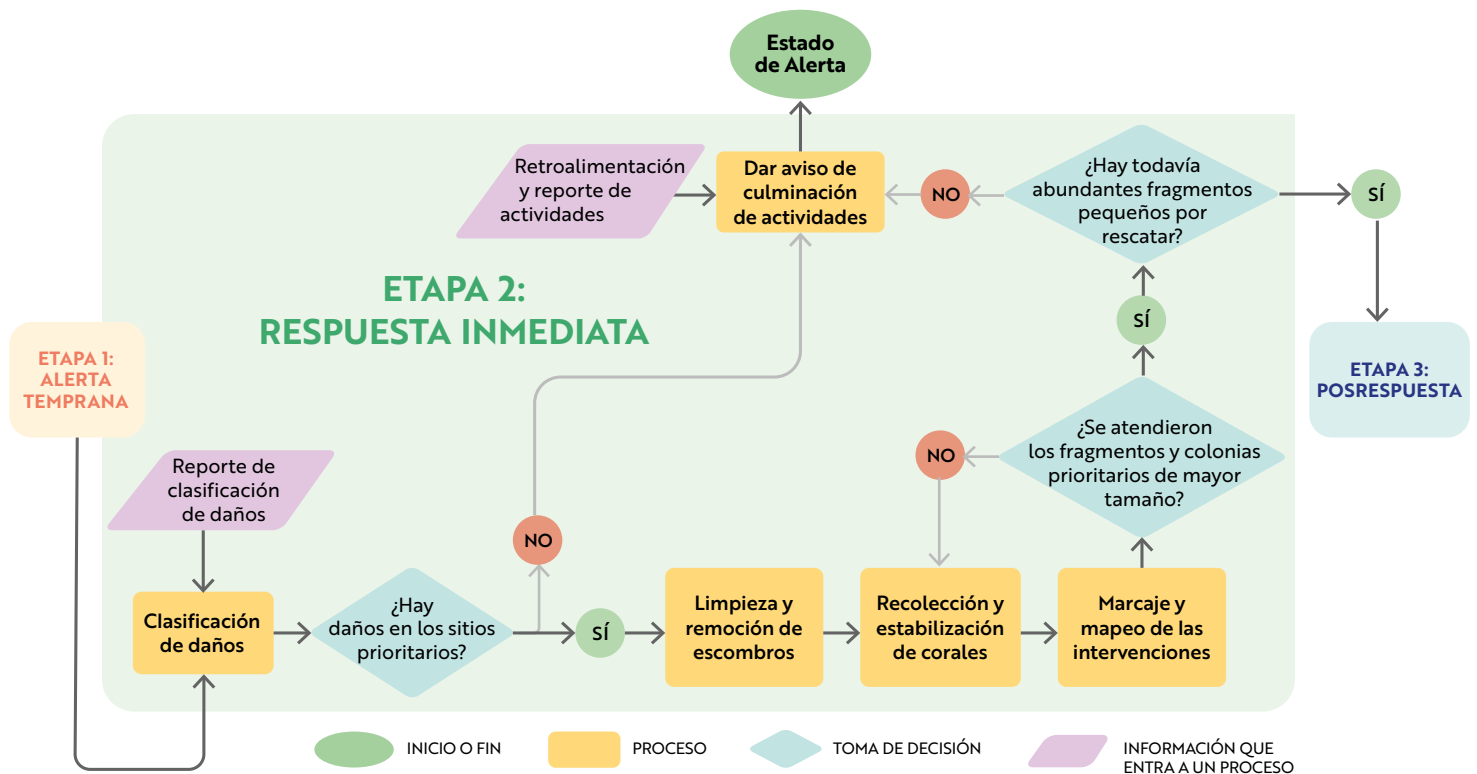 Estado
de Alerta
Retroalimentación
y reporte de
actividades
Dar aviso de
culminación
de actividades
NO
¿Hay todavía
abundantes fragmentos
pequeños por
rescatar?
SÍ
ETAPA 2:
RESPUESTA INMEDIATA
SÍ
ETAPA 1:
ALERTA
TEMPRANA
ETAPA 3:
POSRESPUESTA
¿Se atendieron
los fragmentos y colonias
prioritarios de mayor
tamaño?
NO
Reporte de
clasificación
de daños
NO
Clasificación
de daños
¿Hay
daños en los sitios
prioritarios?
SÍ
Limpieza y
remoción de
escombros
Recolección y
estabilización
de corales
Marcaje y
mapeo de las
intervenciones
INICIO O FIN
PROCESO
TOMA DE DECISIÓN
INFORMACIÓN QUE
ENTRA A UN PROCESO